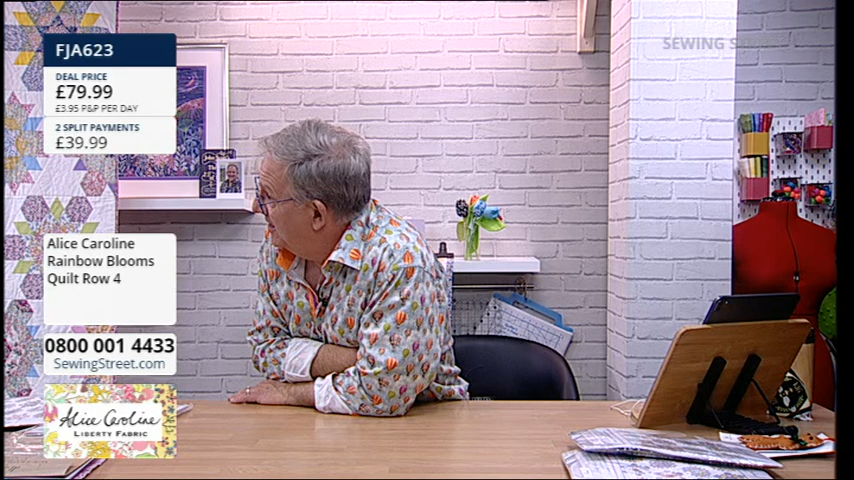 FJA623
DEAL PRICE
£79.99
£3.95 P&P PER DAY
2 SPLIT PAYMENTS
£39.99
Alice Caroline
Rainbow Blooms
Quilt Row 4
0800 001 4433
SewingStreet.com
Alice Caroline
LIBERTY FABRIC
SEWING STREET